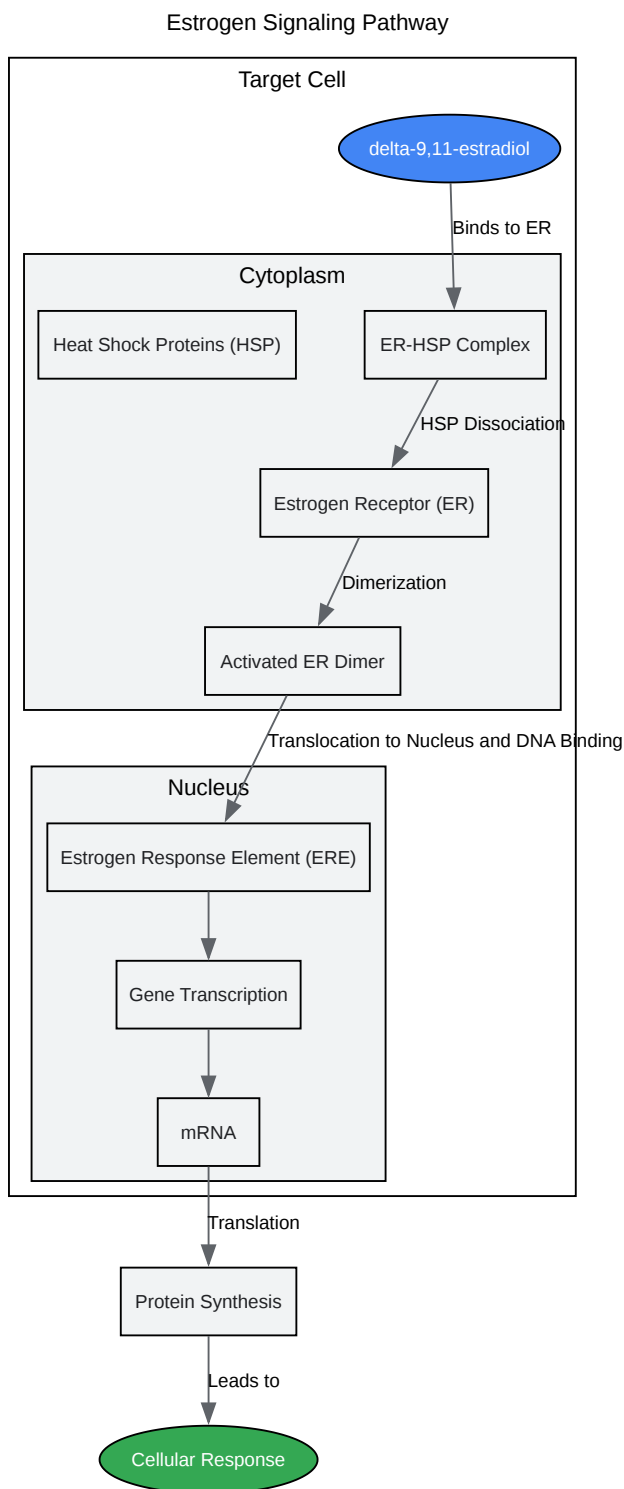 Estrogen Signaling Pathway
Target Cell
delta-9,11-estradiol
Binds to ER
Cytoplasm
Heat Shock Proteins (HSP)
ER-HSP Complex
HSP Dissociation
Estrogen Receptor (ER)
Dimerization
Activated ER Dimer
Translocation to Nucleus and DNA Binding
Nucleus
Estrogen Response Element (ERE)
Gene Transcription
mRNA
Translation
Protein Synthesis
Leads to
Cellular Response